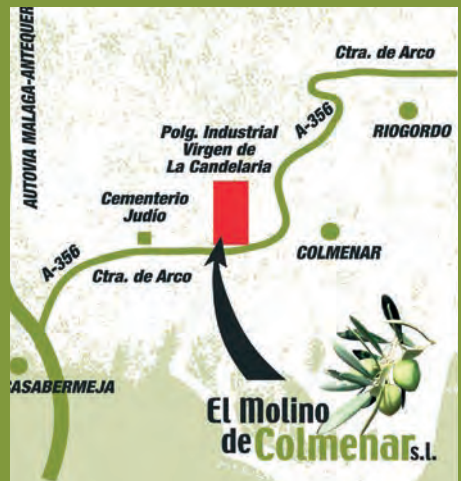 AUTOVIA MALAGA-ANTEQUER
Ctra. de Arco
A-356
RIOGORDO
Polg. Industrial
Virgen de
La Candelaria
Cementerio
Judío
COLMENAR
A-356
Ctra. de Arco
CASABERMEJA
El Molino
de Colmenar s.l.